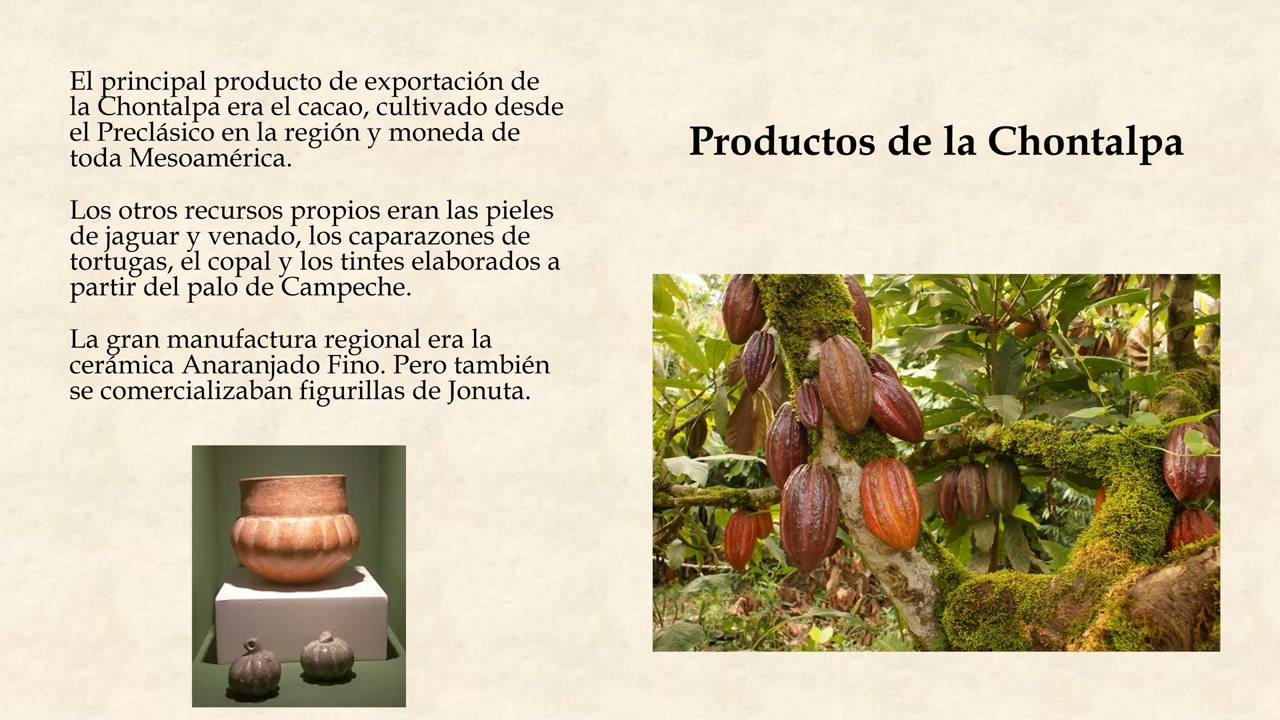 El principal producto de exportación de
la Chontalpa era el cacao, cultivado desde
el Preclásico en la región y moneda de
toda Mesoamérica.
Los otros recursos propios eran las pieles
de jaguar y venado, los caparazones de
tortugas, el copal y los tintes elaborados a
partir del palo de Campeche.
La gran manufactura regional era la
cerámica Anaranjado Fino. Pero también
se comercializaban figurillas de Jonuta.
Productos de la Chontalpa